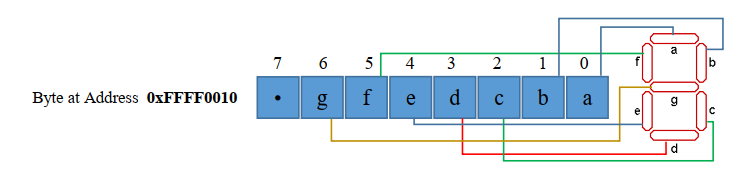 7 6 5 4 3 2 1 0
Byte at Address 0xFFFF0010
• g f e d c b a
a
f b
g
e c
d